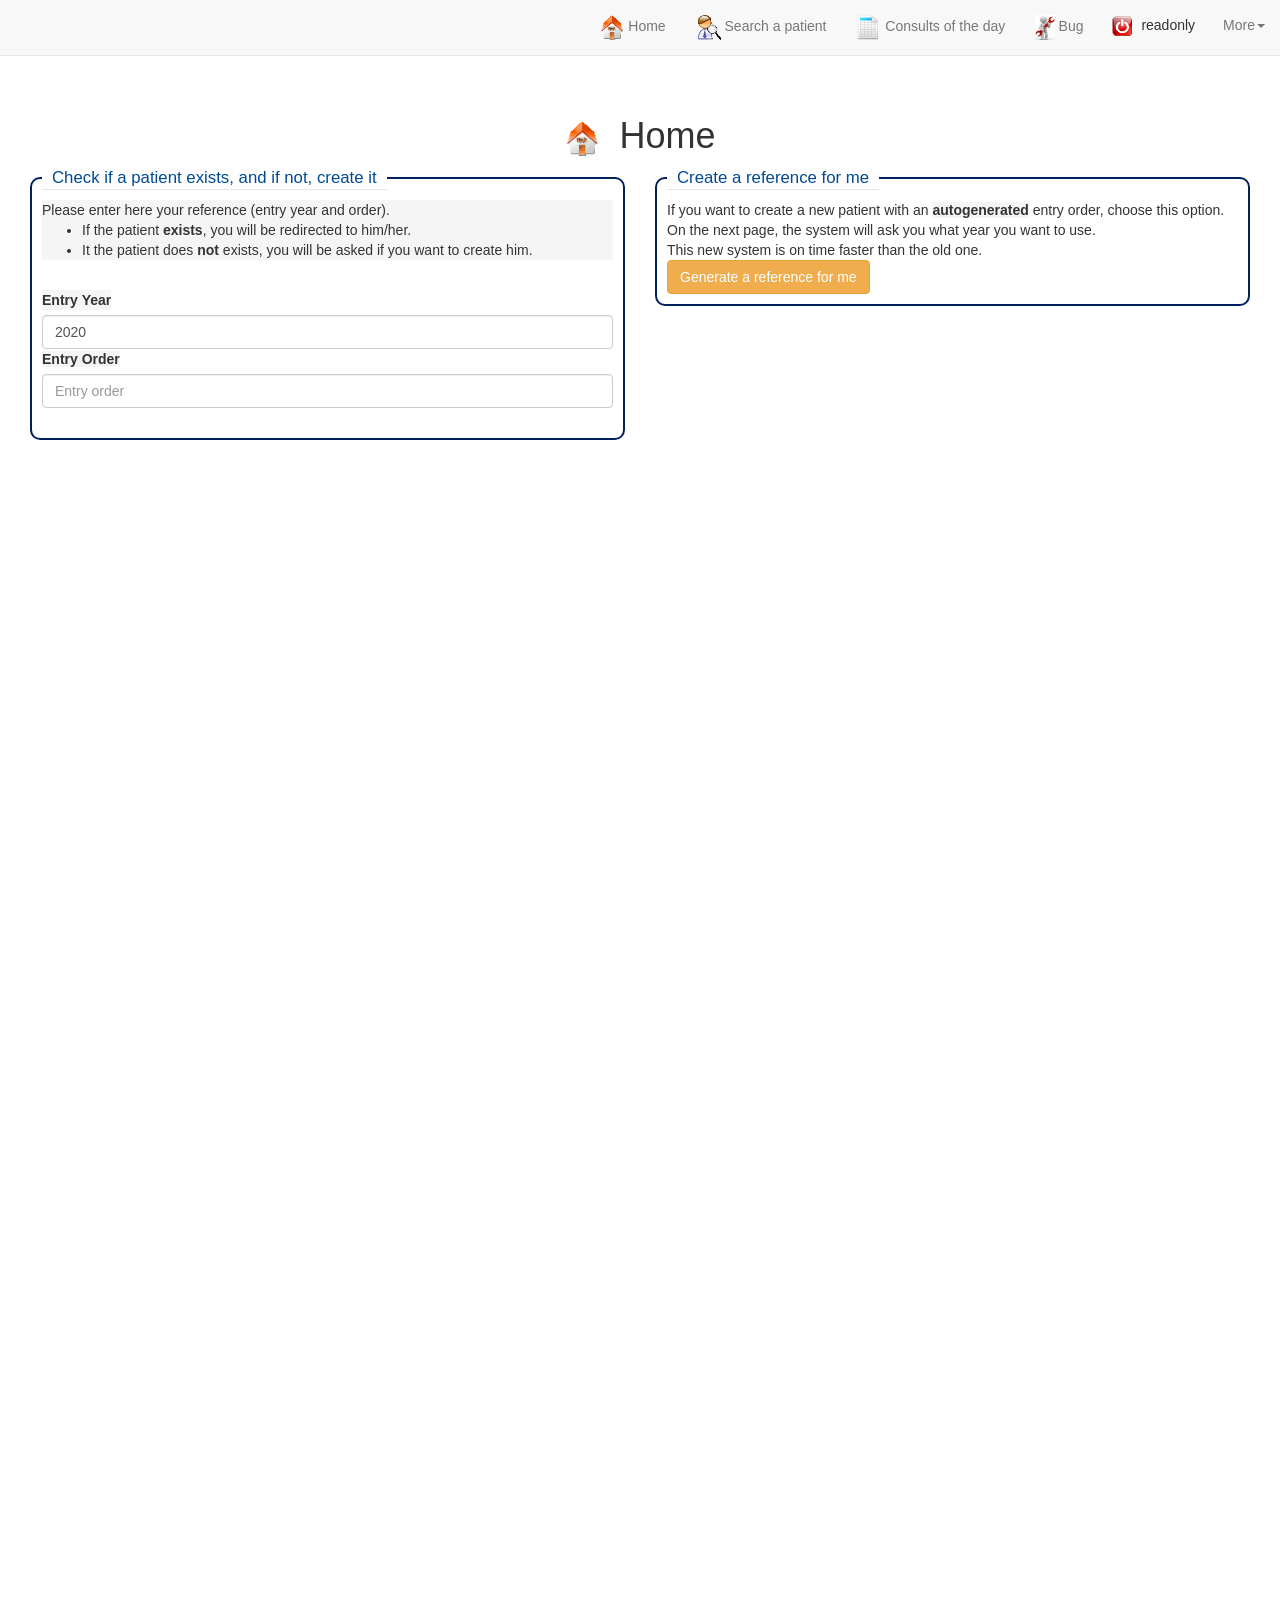 Home Search a patient Consults of the day Bug readonly More
Home
Check if a patient exists, and if not, create it
Please enter here your reference (entry year and order).
If the patient exists, you will be redirected to him/her.
It the patient does not exists, you will be asked if you want to create him.
Entry Year
2020
Entry Order
Entry order
Create a reference for me
If you want to create a new patient with an autogenerated entry order, choose this option.
On the next page, the system will ask you what year you want to use.
This new system is on time faster than the old one.
Generate a reference for me